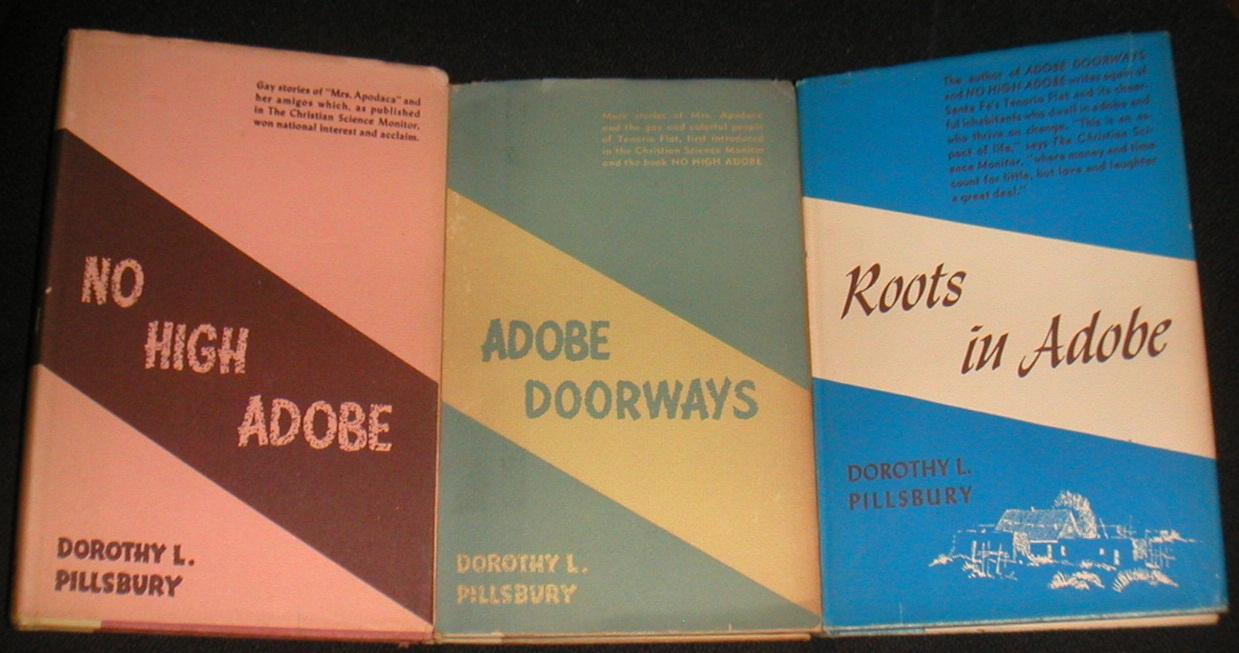 Gay stories of "Mrs. Apodaca" and
her amigos which, as published
in The Christian Science Monitor,
won national interest and acclaim.
NO
HIGH
ADOBE
DOROTHY L.
PILLSBURY
More stories of Mrs. Apodaca
and the gay and colorful people
of Tenorio Flat, first introduced
in the Christian Science Monitor
and the book NO HIGH ADOBE
ADOBE
DOORWAYS
DOROTHY L.
PILLSBURY
The author of ADOBE DOORWAYS
and NO HIGH ADOBE writes again of
Santa Fe's Tenorio Flat and its cheer-
ful inhabitants who dwell in adobe and
who thrive on change. "This is an as-
pect of life," says The Christian Sci-
ence Monitor, "where money and time
count for little, but love and laughter
a great deal."
Roots
in Adobe
DOROTHY L.
PILLSBURY